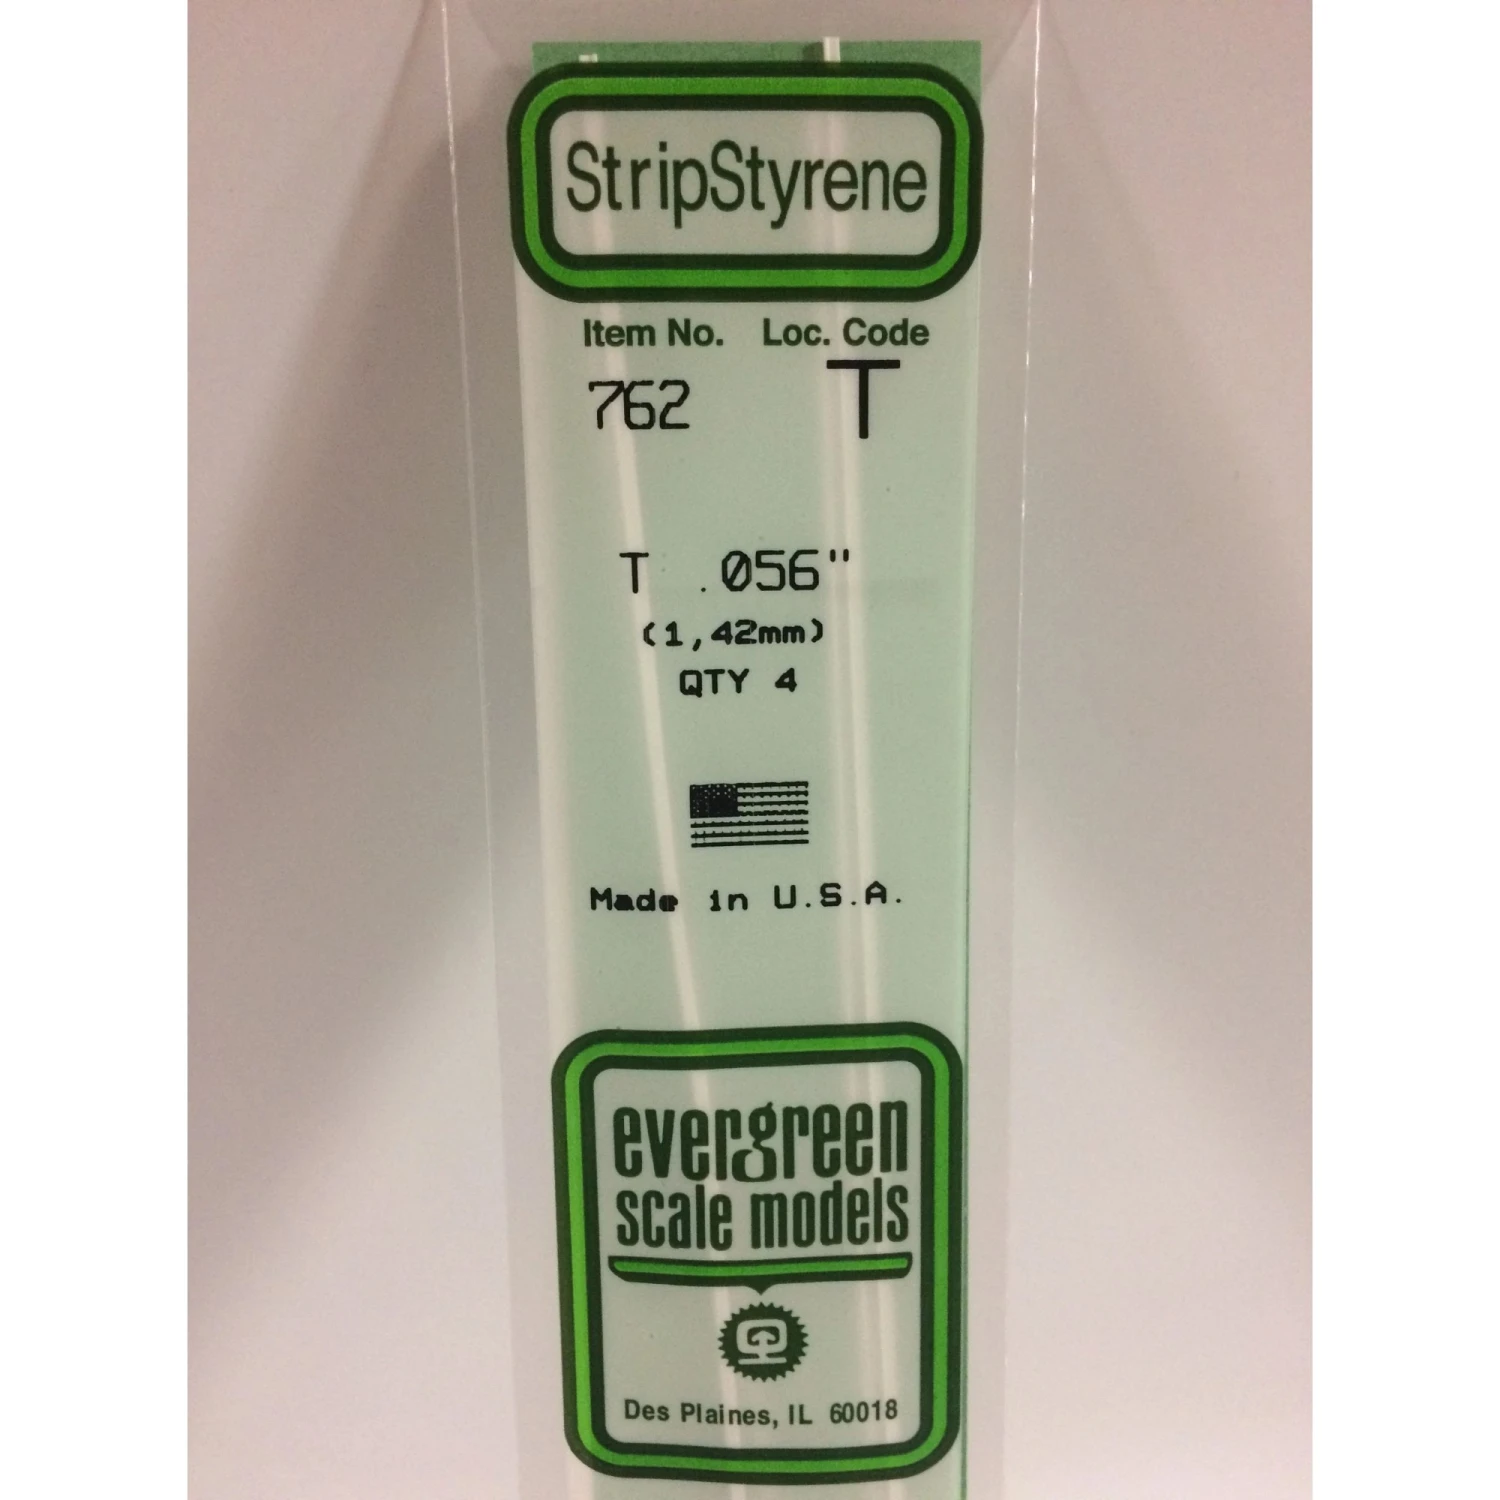 StripStyrene
Item No. Loc. Code
762 T
T .056"
(1,42mm)
QTY 4
Made in U.S.A.
evergreen
scale models
Des Plaines, IL 60018